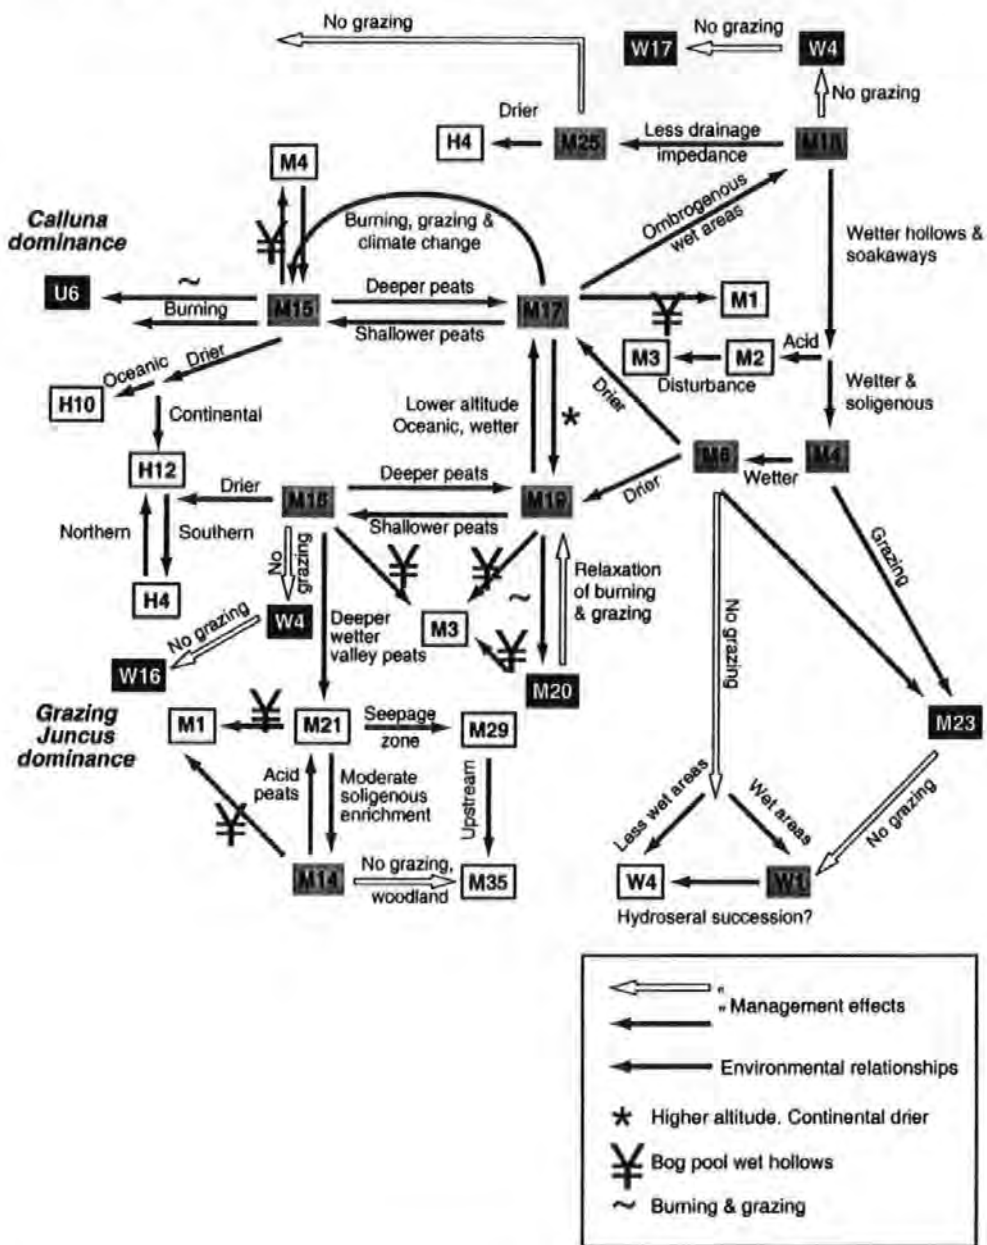 No grazing
No grazing
W17
W4
No grazing
Drier
H4
M25
Less drainage
impedance
M18
M4
Calluna
dominance
¥
Burning, grazing &
climate change
Ombrogenous
wet areas
Wetter hollows &
soakaways
~
U6
Burning
M15
Deeper peats
Shallower peats
M17
M1
¥
M3
M2
Acid
Disturbance
Oceanic
Drier
H10
Continental
Lower altitude
Oceanic, wetter
*
Drier
Wetter &
soligenous
H12
Drier
M16
Deeper peats
Shallower peats
M19
Drier
M6
Wetter
M4
Northern
Southern
No
grazing
¥
¥
~
Relaxation
of burning
& grazing
No grazing
Grazing
H4
W4
No grazing
Deeper
wetter
valley peats
M3
¥
W16
M20
M23
Grazing
Juncus
dominance
M1
¥
M21
Seepage
zone
M29
Acid
peats
Moderate
soligenous
enrichment
Upstream
¥
Less wet areas
Wet areas
No grazing
M14
No grazing,
woodland
M35
W4
W1
Hydroseral succession?
"
" Management effects
Environmental relationships
* Higher altitude. Continental drier
¥ Bog pool wet hollows
~ Burning & grazing